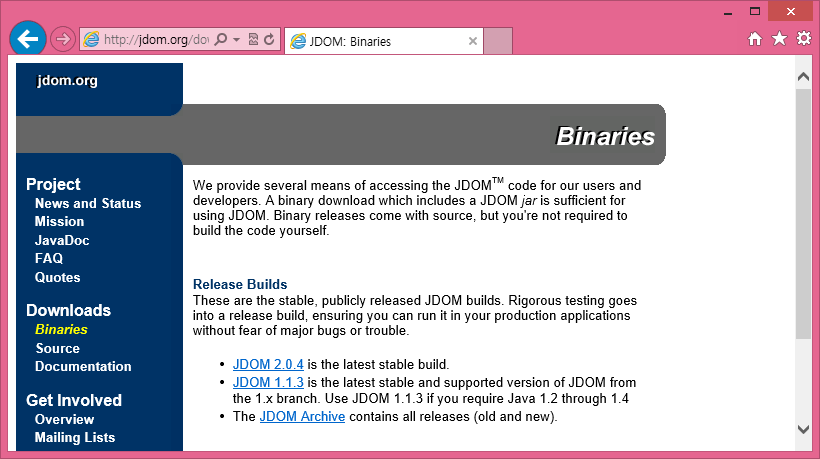 http://jdom.org/dov
JDOM: Binaries
jdom.org
Binaries
Project
News and Status
Mission
JavaDoc
FAQ
Quotes
Downloads
Binaries
Source
Documentation
Get Involved
Overview
Mailing Lists
We provide several means of accessing the JDOM™ code for our users and
developers. A binary download which includes a JDOM jar is sufficient for
using JDOM. Binary releases come with source, but you're not required to
build the code yourself.
Release Builds
These are the stable, publicly released JDOM builds. Rigorous testing goes
into a release build, ensuring you can run it in your production applications
without fear of major bugs or trouble.
• JDOM 2.0.4 is the latest stable build.
• JDOM 1.1.3 is the latest stable and supported version of JDOM from
the 1.x branch. Use JDOM 1.1.3 if you require Java 1.2 through 1.4
• The JDOM Archive contains all releases (old and new).